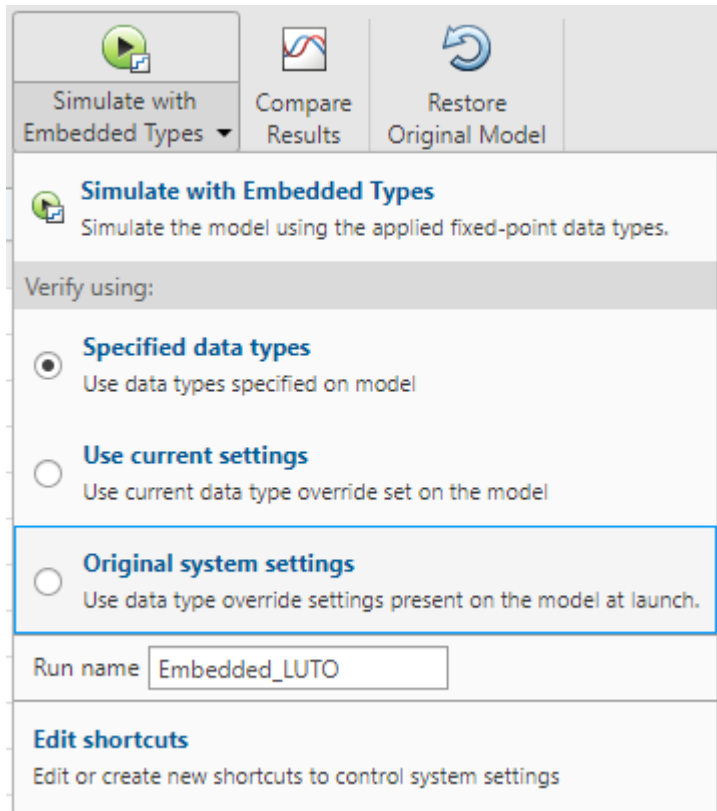 Simulate with
Embedded Types
Compare
Results
Restore
Original Model
Simulate with Embedded Types
Simulate the model using the applied fixed-point data types.
Verify using:
Specified data types
Use data types specified on model
Use current settings
Use current data type override set on the model
Original system settings
Use data type override settings present on the model at launch.
Run name Embedded_LUTO
Edit shortcuts
Edit or create new shortcuts to control system settings